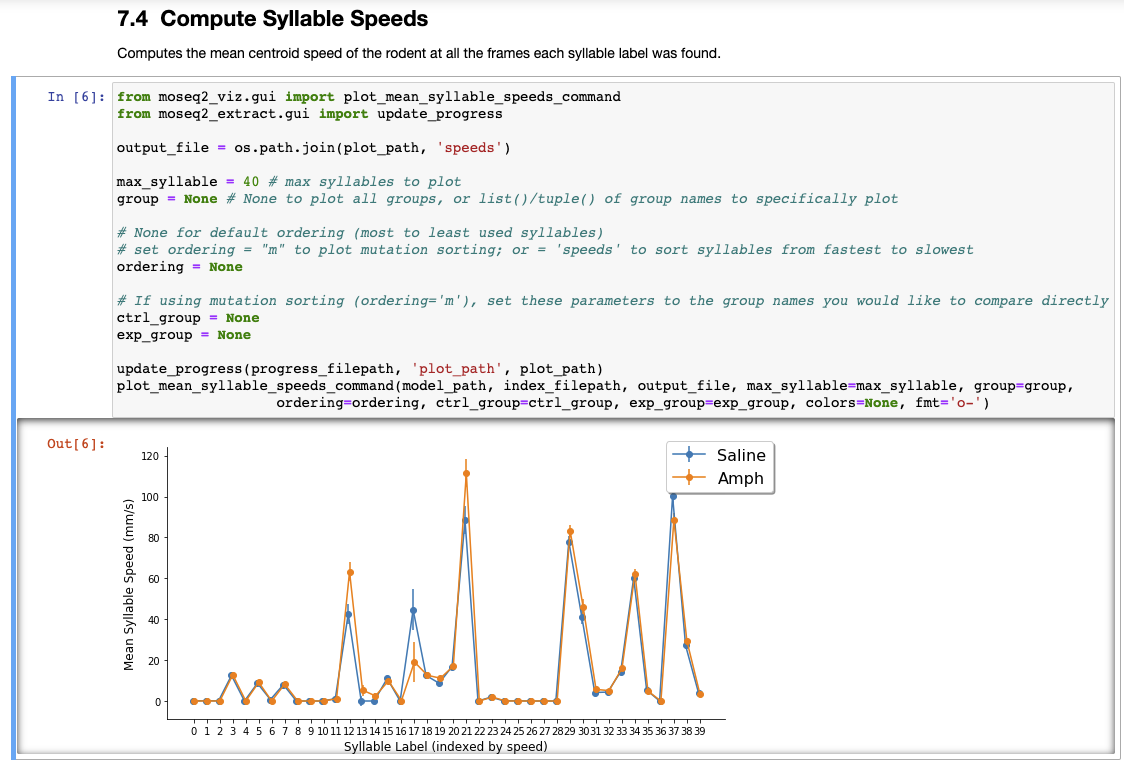 7.4 Compute Syllable Speeds
Computes the mean centroid speed of the rodent at all the frames each syllable label was found.
In [6]:
from moseq2_viz.gui import plot_mean_syllable_speeds_command
from moseq2_extract.gui import update_progress
output_file = os.path.join(plot_path, 'speeds')
max_syllable = 40 # max syllables to plot
group = None # None to plot all groups, or list()/tuple() of group names to specifically plot
# None for default ordering (most to least used syllables)
# set ordering = "m" to plot mutation sorting; or = 'speeds' to sort syllables from fastest to slowest
ordering = None
# If using mutation sorting (ordering='m'), set these parameters to the group names you would like to compare directly
ctrl_group = None
exp_group = None
update_progress(progress_filepath, 'plot_path', plot_path)
plot_mean_syllable_speeds_command(model_path, index_filepath, output_file, max_syllable=max_syllable, group=group,
ordering=ordering, ctrl_group=ctrl_group, exp_group=exp_group, colors=None, fmt='o-')
Out[6]:
Saline
Amph
Mean Syllable Speed (mm/s)
120
100
80
60
40
20
0
0 1 2 3 4 5 6 7 8 9 10 11 12 13 14 15 16 17 18 19 20 21 22 23 24 25 26 27 28 29 30 31 32 33 34 35 36 37 38 39
Syllable Label (indexed by speed)